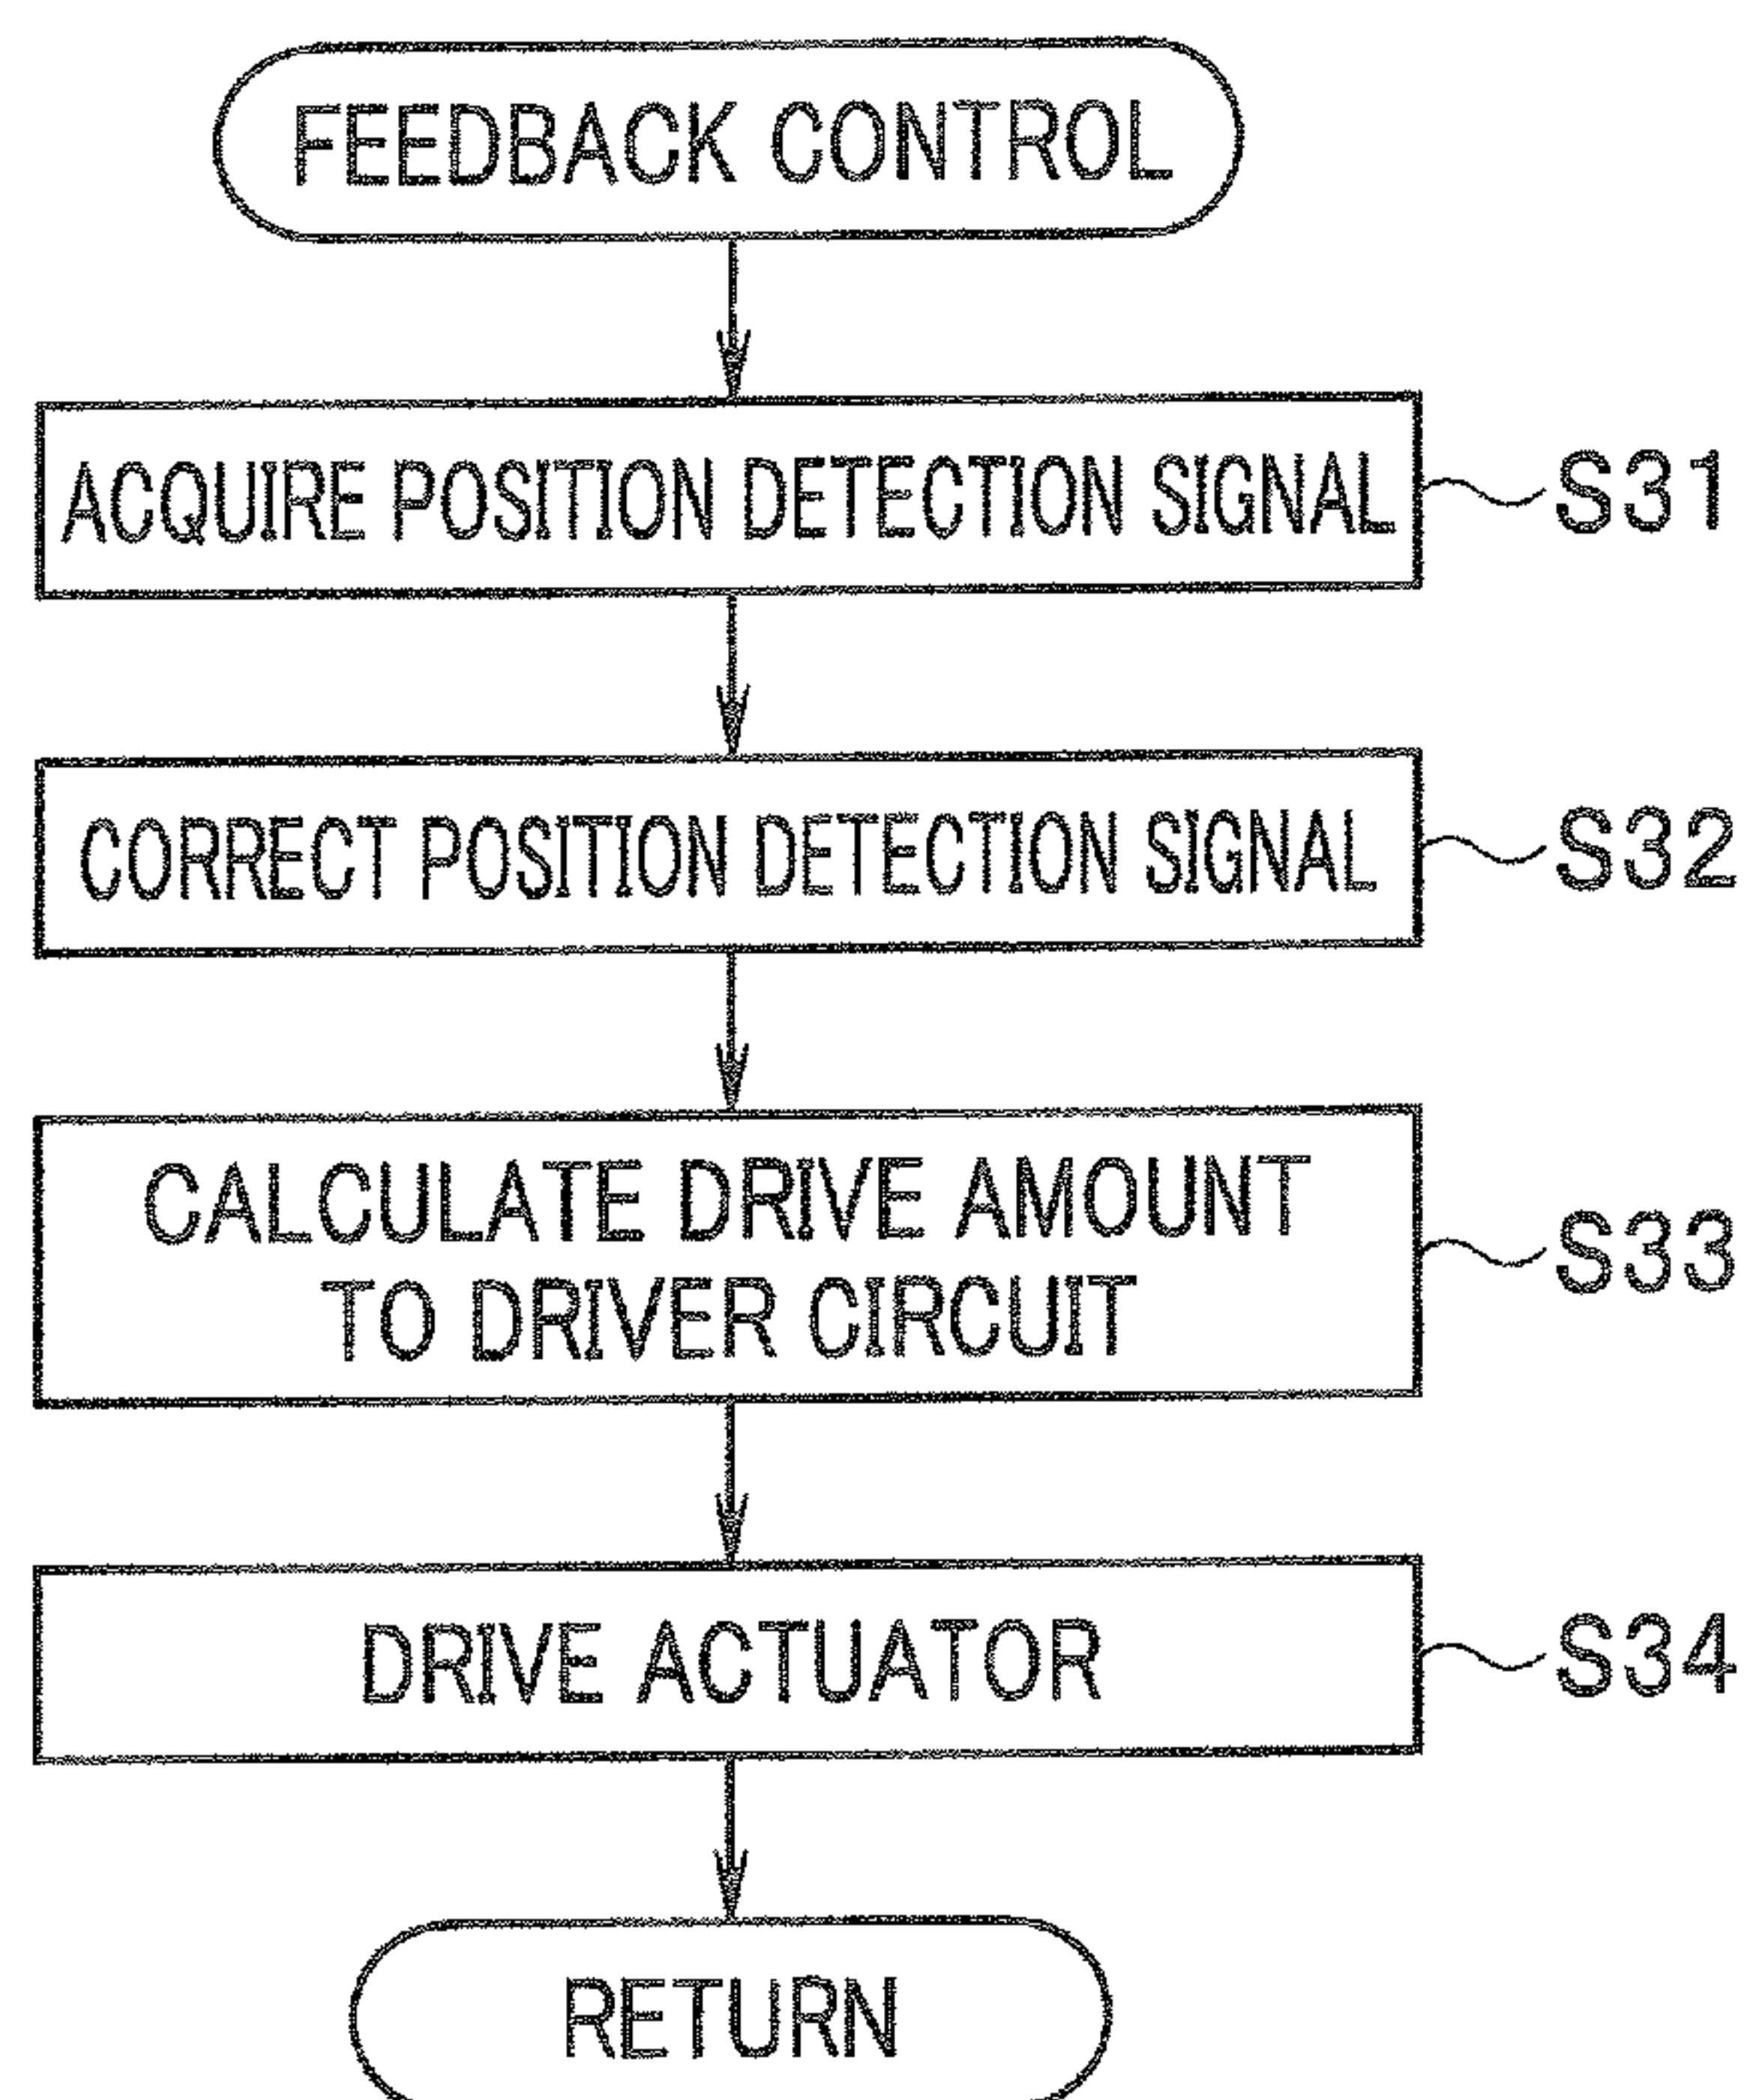 FEEDBACK CONTROL
ACQUIRE POSITION DETECTION SIGNAL
S31
CORRECT POSITION DETECTION SIGNAL
S32
CALCULATE DRIVE AMOUNT
TO DRIVER CIRCUIT
S33
DRIVE ACTUATOR
S34
RETURN